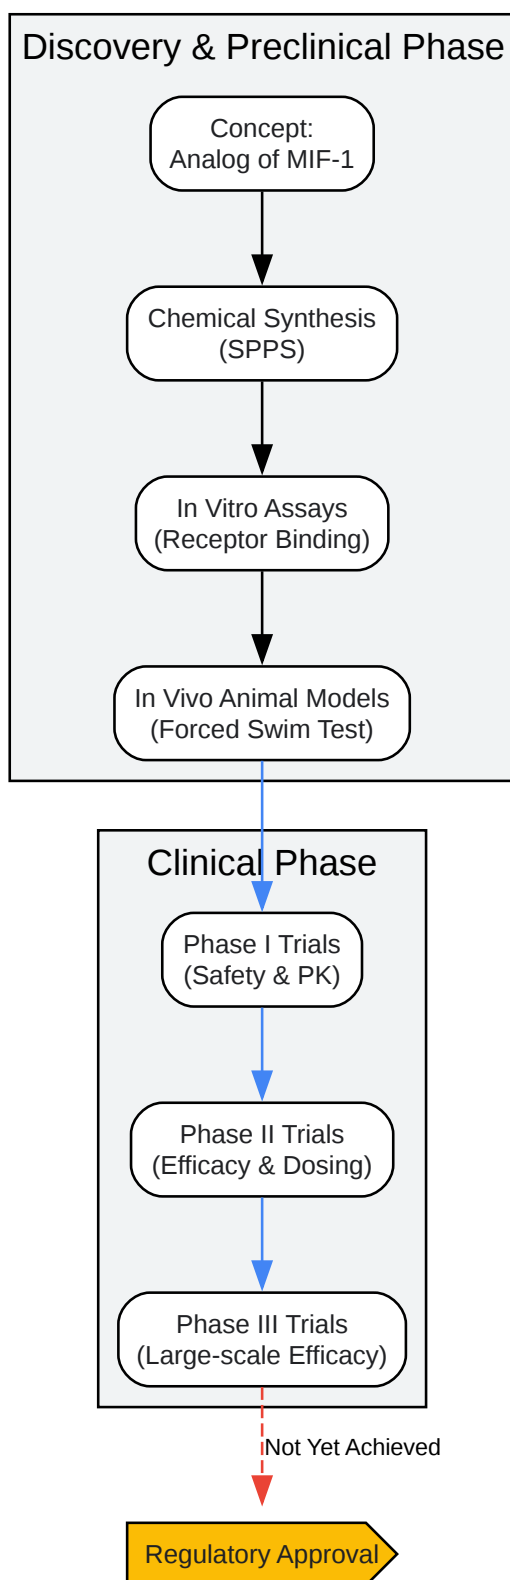 Discovery & Preclinical Phase
Concept:
Analog of MIF-1
Chemical Synthesis
(SPPS)
In Vitro Assays
(Receptor Binding)
In Vivo Animal Models
(Forced Swim Test)
Clinical Phase
Phase I Trials
(Safety & PK)
Phase II Trials
(Efficacy & Dosing)
Phase III Trials
(Large-scale Efficacy)
Not Yet Achieved
Regulatory Approval